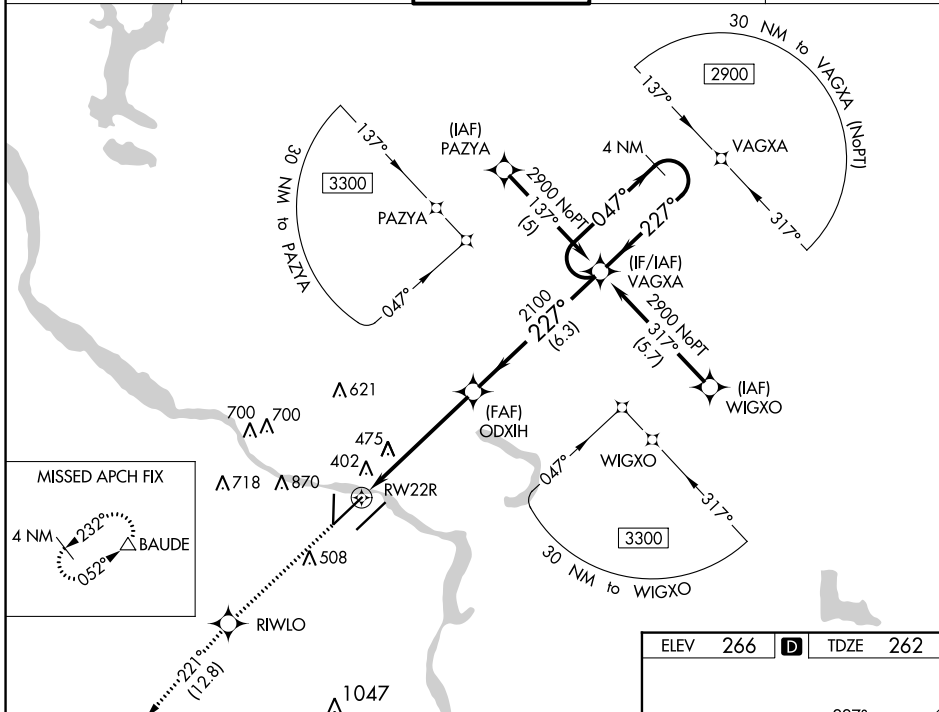 30 NM to VAGXA (NoPT)
2900
137°
VAGXA
317°
(IAF)
PAZYA
4 NM
137°
30 NM to PAZYA
3300
PAZYA
047°
2900 NoPT
137°
(5)
047°
227°
(IF/IAF)
VAGXA
2100
227°
(6.3)
2900 NoPT
317°
(5.7)
(IAF)
WIGXO
621
(FAF)
ODXIH
700
700
475
402
WIGXO
047°
317°
3300
30 NM to WIGXO
MISSED APCH FIX
4 NM
232°
052°
BAUDE
718
870
RW22R
508
RIWLO
221°
(12.8)
1047
ELEV 266 D TDZE 262